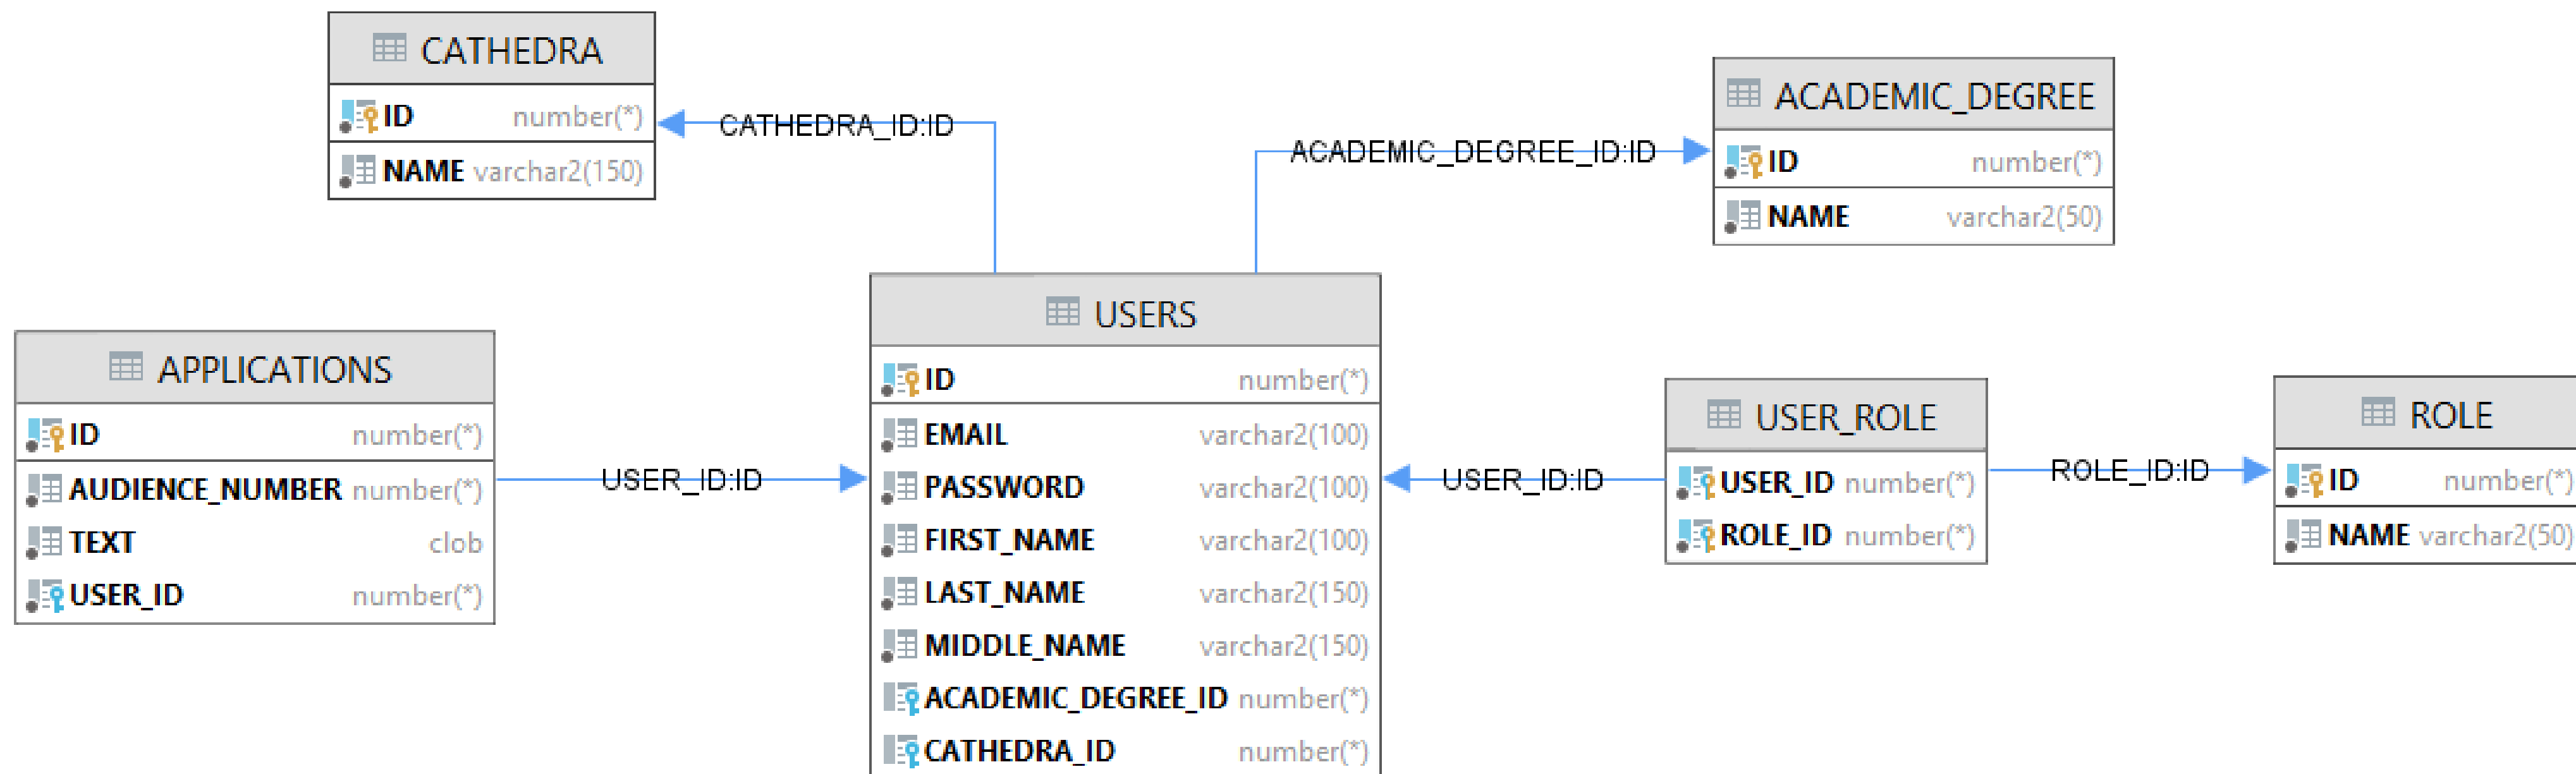 CATHEDRA
ID number(*)
NAME varchar2(150)
CATHEDRA_ID:ID
ACADEMIC_DEGREE_ID:ID
ACADEMIC_DEGREE
ID number(*)
NAME varchar2(50)
APPLICATIONS
ID number(*)
AUDIENCE_NUMBER number(*)
TEXT clob
USER_ID number(*)
USER_ID:ID
USERS
ID number(*)
EMAIL varchar2(100)
PASSWORD varchar2(100)
FIRST_NAME varchar2(100)
LAST_NAME varchar2(150)
MIDDLE_NAME varchar2(150)
ACADEMIC_DEGREE_ID number(*)
CATHEDRA_ID number(*)
USER_ID:ID
USER_ROLE
USER_ID number(*)
ROLE_ID number(*)
ROLE_ID:ID
ROLE
ID number(*)
NAME varchar2(50)